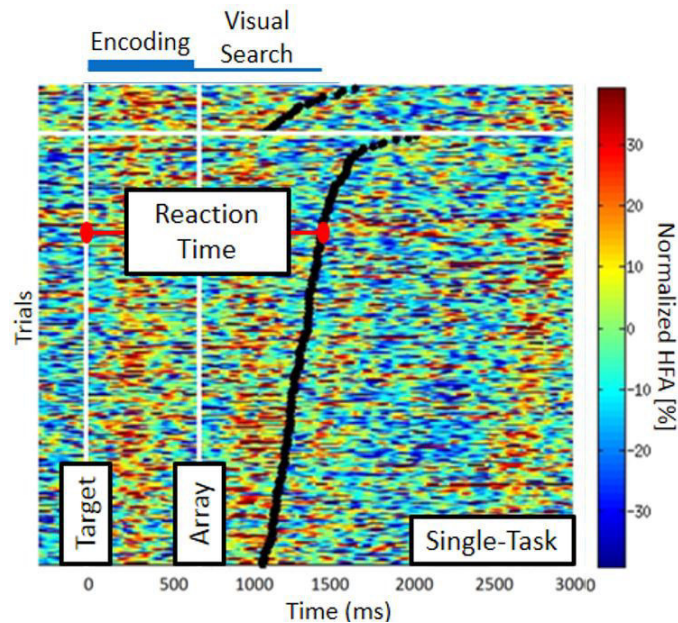 Encoding
Visual
Search
Reaction
Time
Trials
Target
Array
Single-Task
0
500
1000
1500
2000
2500
3000
Time (ms)
30
20
10
0
-10
-20
-30
Normalized HFA [%]